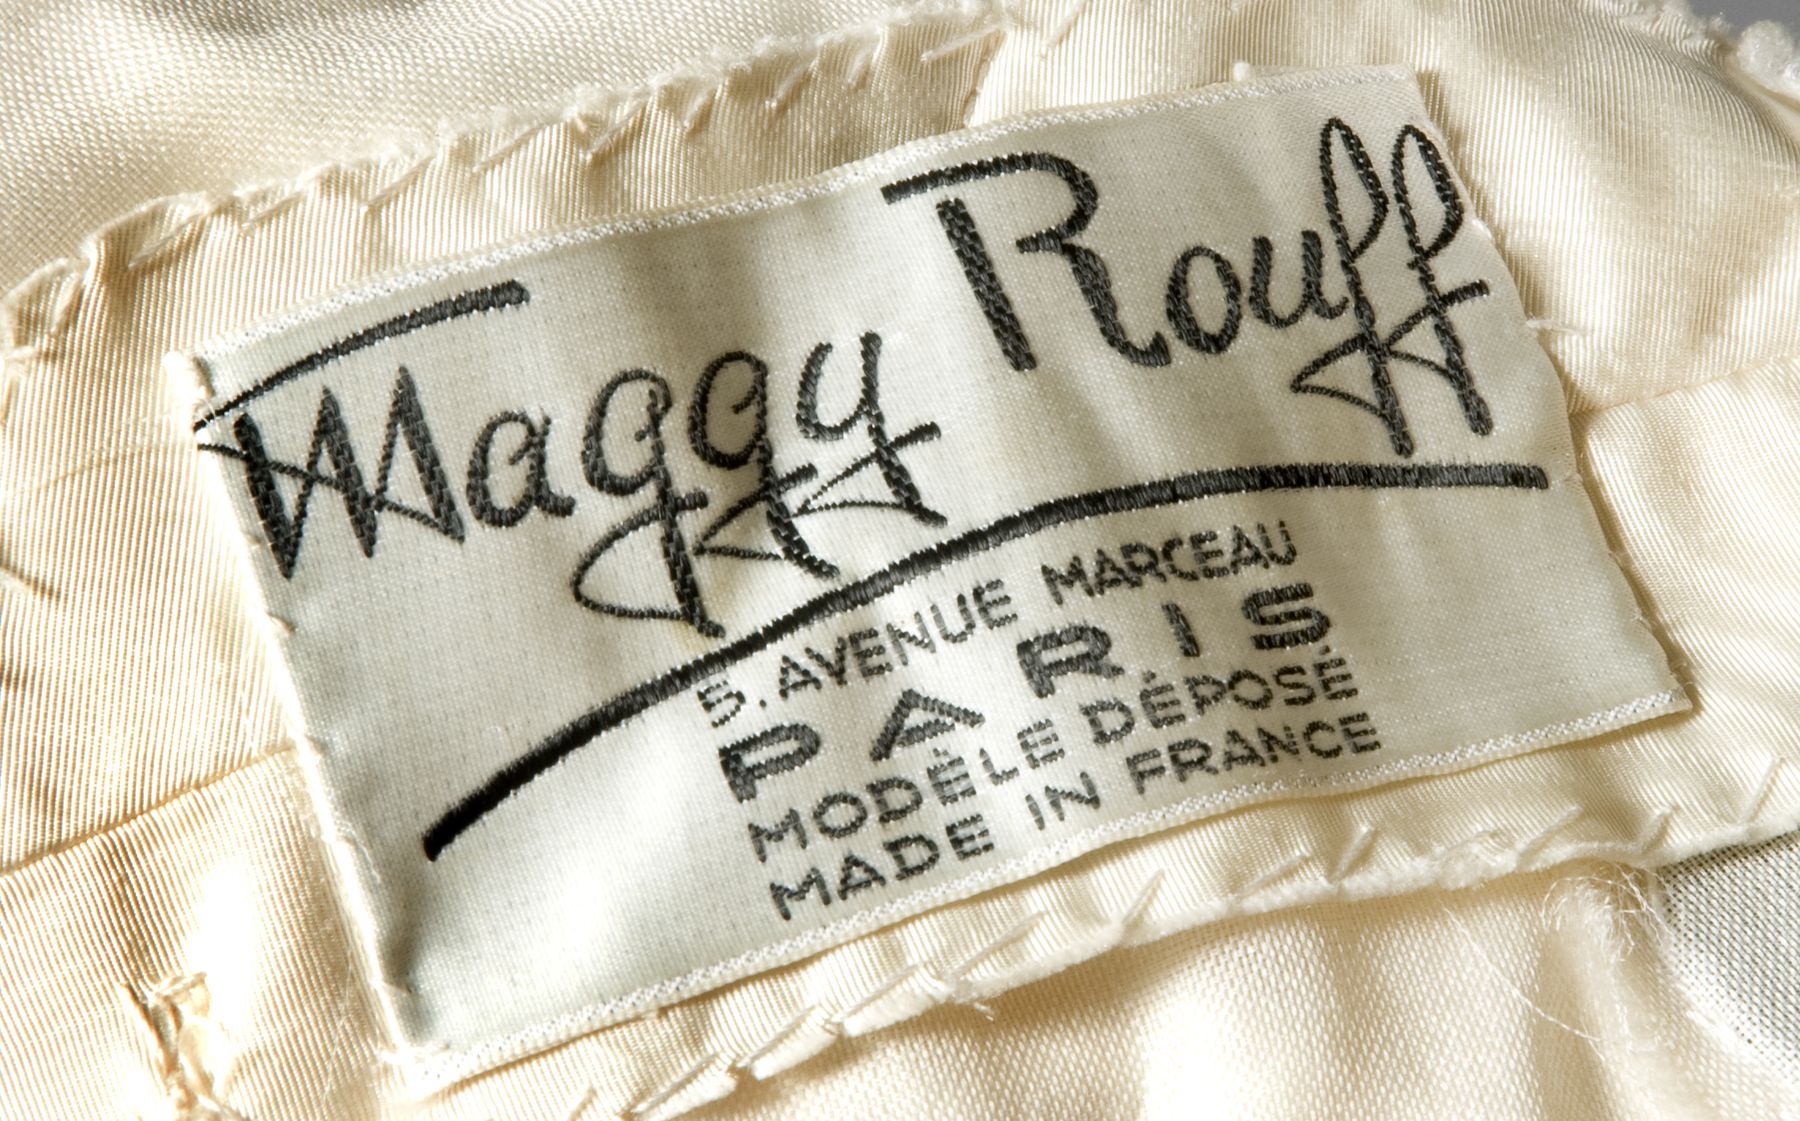 Maggy Rouff
5. AVENUE MARCEAU
PARIS
MODÈLE DÉPOSÉ
MADE IN FRANCE